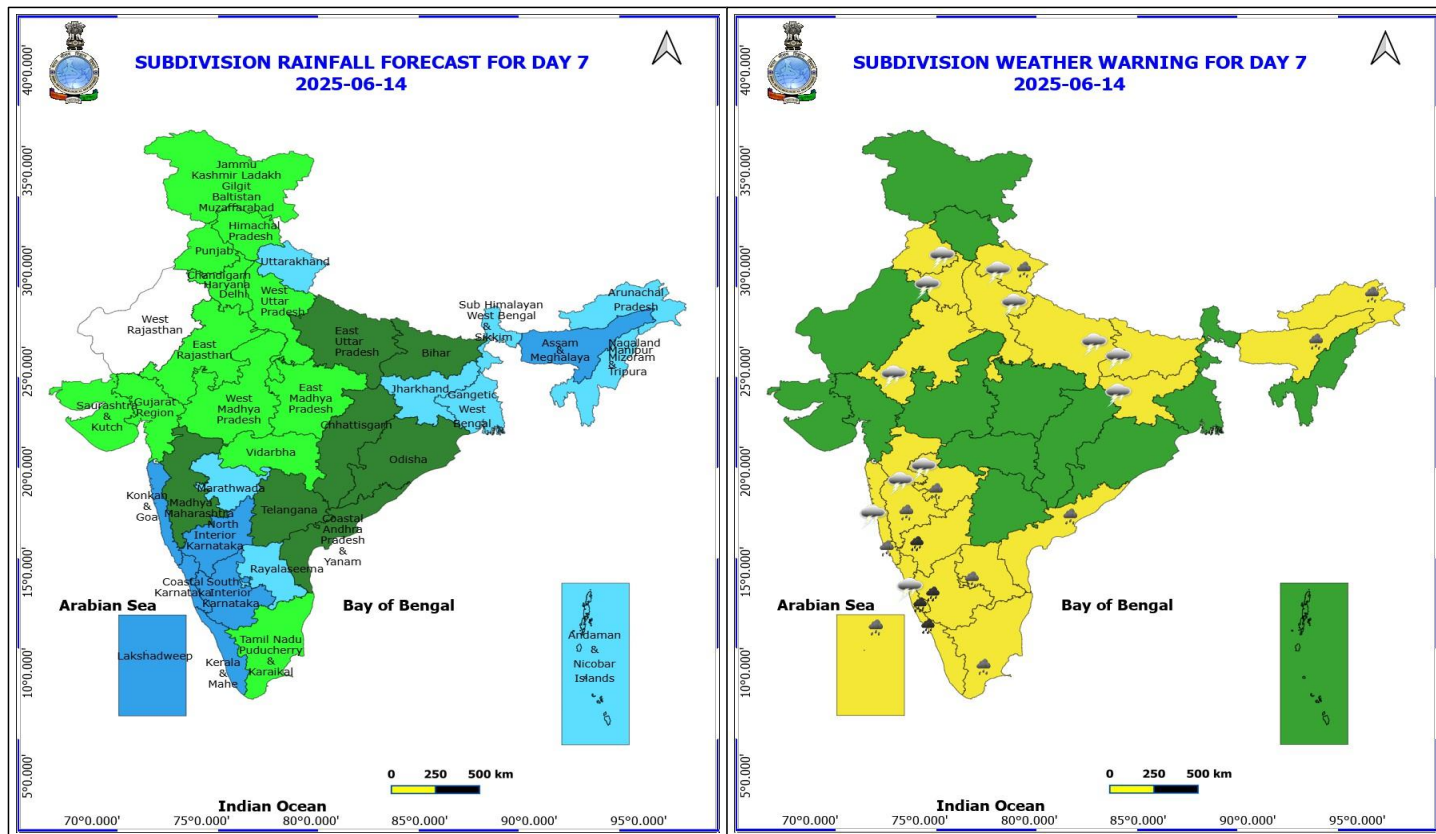 SUBDIVISION RAINFALL FORECAST FOR DAY 7
2025-06-14
40°0.000'
35°0.000'
30°0.000'
25°0.000'
20°0.000'
15°0.000'
10°0.000'
5°0.000'
Jammu
Kashmir Ladakh
Gilgit
Baltistan
Muzaffarabad
Himachal
Pradesh
Punjab
Uttarakhand
Chandigarh
Haryana
Delhi
West
Uttar
Pradesh
West
Rajasthan
East
Rajasthan
East
Uttar
Pradesh
Bihar
Sub Himalayan
West Bengal
&
Sikkim
Arunachal
Pradesh
Assam
&
Meghalaya
Nagaland
Manipur
Mizoram
&
Tripura
Saurashtra
&
Kutch
Gujarat
Region
West
Madhya
Pradesh
East
Madhya
Pradesh
Jharkhand
Gangetic
West
Bengal
Chhattisgarh
Vidarbha
Odisha
Konkan
&
Goa
Marathwada
Madhya
Maharashtra
Telangana
North
Interior
Karnataka
Coastal
Andhra
Pradesh
&
Yanam
Rayalaseema
Coastal
Karnataka
South
Interior
Karnataka
Tamil Nadu
Puducherry
&
Karaikal
Kerala
&
Mahe
Lakshadweep
Andaman
&
Nicobar
Islands
Arabian Sea
Bay of Bengal
0 250 500 km
Indian Ocean
70°0.000' 75°0.000' 80°0.000' 85°0.000' 90°0.000' 95°0.000'
SUBDIVISION WEATHER WARNING FOR DAY 7
2025-06-14
40°0.000'
35°0.000'
30°0.000'
25°0.000'
20°0.000'
15°0.000'
10°0.000'
5°0.000'
Arabian Sea
Bay of Bengal
0 250 500 km
Indian Ocean
70°0.000' 75°0.000' 80°0.000' 85°0.000' 90°0.000' 95°0.000'